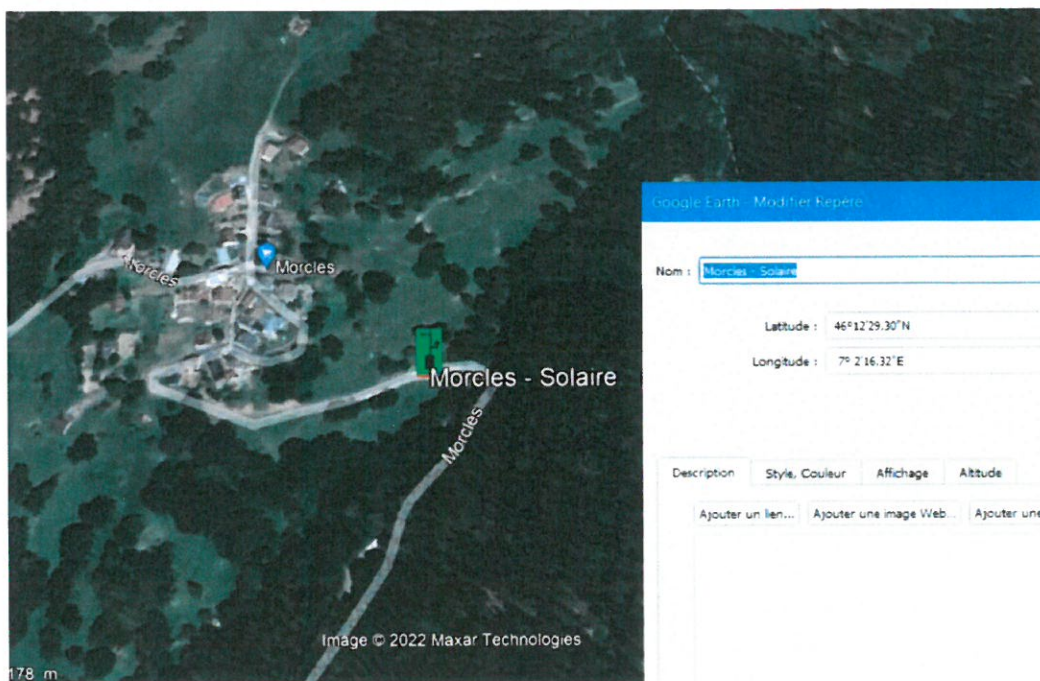 Google Earth - Modifier Repère
Morcles
Morcles
Nom :
Morcles - Solaire
Latitude :
46°12'29.30"N
Longitude :
7° 2'16.32"E
Morcles - Solaire
Morcles
Description
Style, Couleur
Affichage
Altitude
Ajouter un lien...
Ajouter une image Web...
Ajouter une
Image © 2022 Maxar Technologies
178 m